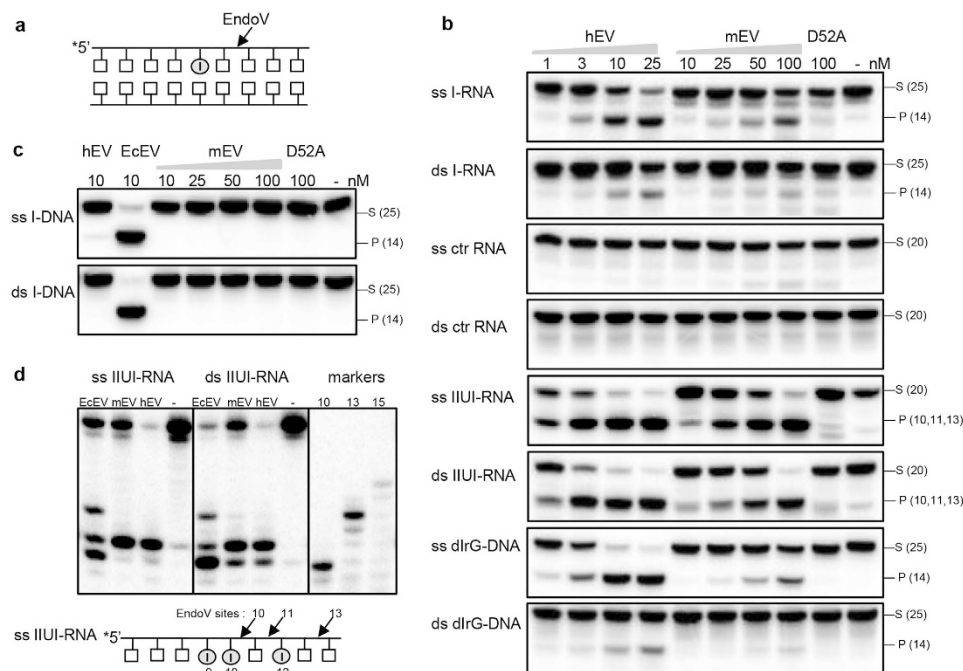 a
EndoV
*5'
I
c
hEV EcEV mEV D52A
10 10 10 25 50 100 100 - nM
ss I-DNA
S (25)
P (14)
ds I-DNA
S (25)
P (14)
d
ss IIUI-RNA ds IIUI-RNA markers
EcEV mEV hEV - EcEV mEV hEV - 10 13 15
EndoV sites : 10 11 13
ss IIUI-RNA *5'
I I I
b
hEV mEV D52A
1 3 10 25 10 25 50 100 100 - nM
ss I-RNA
S (25)
P (14)
ds I-RNA
S (25)
P (14)
ss ctr RNA
S (20)
ds ctr RNA
S (20)
ss IIUI-RNA
S (20)
P (10,11,13)
ds IIUI-RNA
S (20)
P (10,11,13)
ss dIrG-DNA
S (25)
P (14)
ds dIrG-DNA
S (25)
P (14)